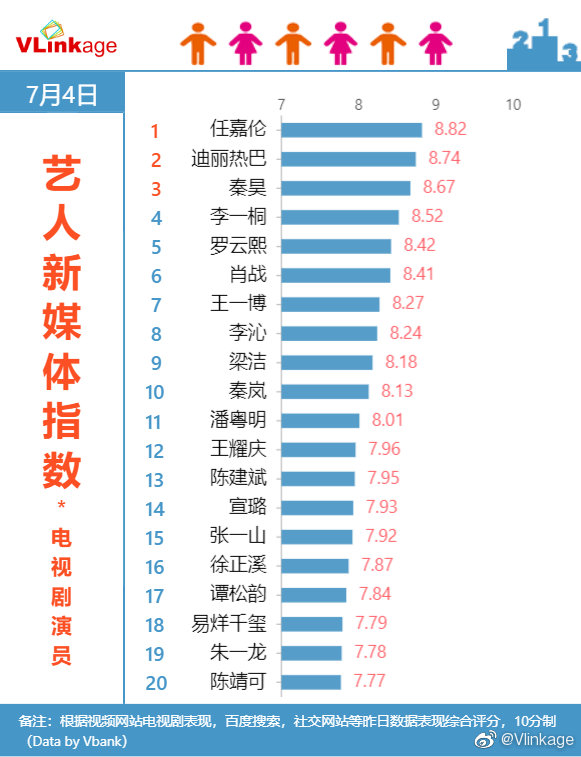 VLinkage
1
2
3
7月4日
艺人新媒体指数
*
电视剧演员
7 8 9 10
1 任嘉伦 8.82
2 迪丽热巴 8.74
3 秦昊 8.67
4 李一桐 8.52
5 罗云熙 8.42
6 肖战 8.41
7 王一博 8.27
8 李沁 8.24
9 梁洁 8.18
10 秦岚 8.13
11 潘粤明 8.01
12 王耀庆 7.96
13 陈建斌 7.95
14 宣璐 7.93
15 张一山 7.92
16 徐正溪 7.87
17 谭松韵 7.84
18 易烊千玺 7.79
19 朱一龙 7.78
20 陈靖可 7.77
备注：根据视频网站电视剧表现，百度搜索，社交网站等昨日数据表现综合评分，10分制
（Data by Vbank）
@Vlinkage